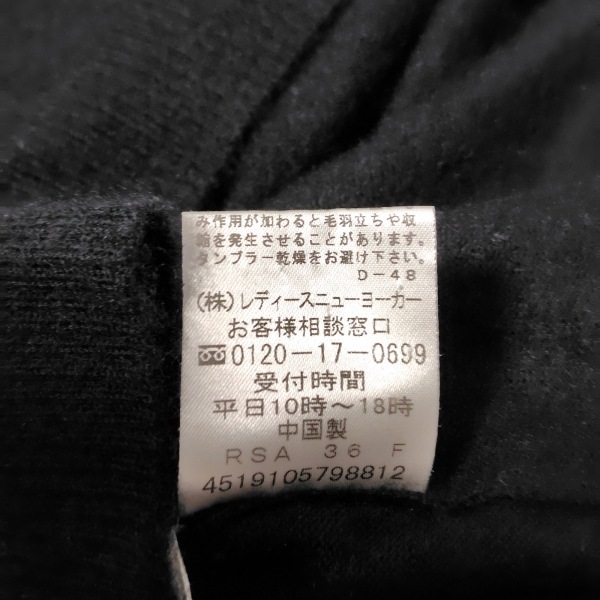 み作用が加わると毛羽立ちや収
縮を発生させることがあります。
タンブラー乾燥をお避け下さい。
D-48
(株)レディースニューヨーカー
お客様相談窓口
0120-17-0699
受付時間
平日10時〜18時
中国製
RSA 36 F
4519105798812